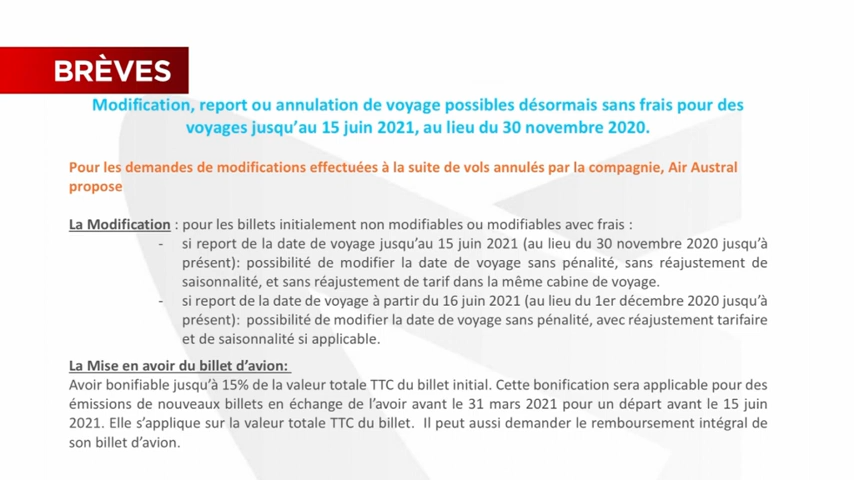 BRÈVES
Modification, report ou annulation de voyage possibles désormais sans frais pour des
voyages jusqu'au 15 juin 2021, au lieu du 30 novembre 2020.
Pour les demandes de modifications effectuées à la suite de vols annulés par la compagnie, Air Austral
propose
La Modification : pour les billets initialement non modifiables ou modifiables avec frais :
- si report de la date de voyage jusqu'au 15 juin 2021 (au lieu du 30 novembre 2020 jusqu'à
présent): possibilité de modifier la date de voyage sans pénalité, sans réajustement de
saisonnalité, et sans réajustement de tarif dans la même cabine de voyage.
- si report de la date de voyage à partir du 16 juin 2021 (au lieu du 1er décembre 2020 jusqu'à
présent): possibilité de modifier la date de voyage sans pénalité, avec réajustement tarifaire
et de saisonnalité si applicable.
La Mise en avoir du billet d'avion:
Avoir bonifiable jusqu'à 15% de la valeur totale TTC du billet initial. Cette bonification sera applicable pour des
émissions de nouveaux billets en échange de l'avoir avant le 31 mars 2021 pour un départ avant le 15 juin
2021. Elle s'applique sur la valeur totale TTC du billet. Il peut aussi demander le remboursement intégral de
son billet d'avion.